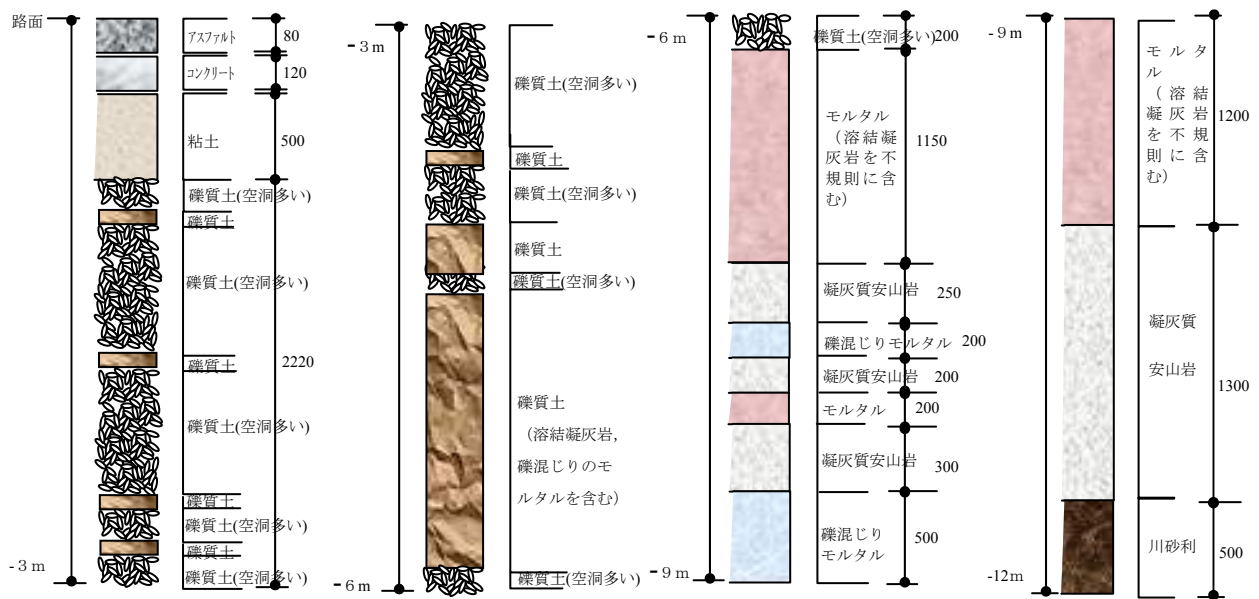 路面
アスファルト
80
コンクリート
120
粘土
500
礫質土(空洞多い)
礫質土
礫質土(空洞多い)
礫質土
2220
礫質土(空洞多い)
礫質土
礫質土(空洞多い)
礫質土
礫質土(空洞多い)
-3m
-3m
礫質土(空洞多い)
礫質土
礫質土(空洞多い)
礫質土
礫質土(空洞多い)
礫質土
(溶結凝灰岩,
礫混じりのモ
ルタルを含む)
礫質土(空洞多い)
-6m
-6m
礫質土(空洞多い)200
モルタル
(溶結凝
灰岩を不
規則に含
む)
1150
凝灰質安山岩
250
礫混じりモルタル
200
凝灰質安山岩
200
モルタル
200
凝灰質安山岩
300
礫混じり
モルタル
500
-9m
-9m
モルタ
ル
(溶結
凝灰岩
を不規
則に含
む)
1200
凝灰質
安山岩
1300
川砂利
500
-12m